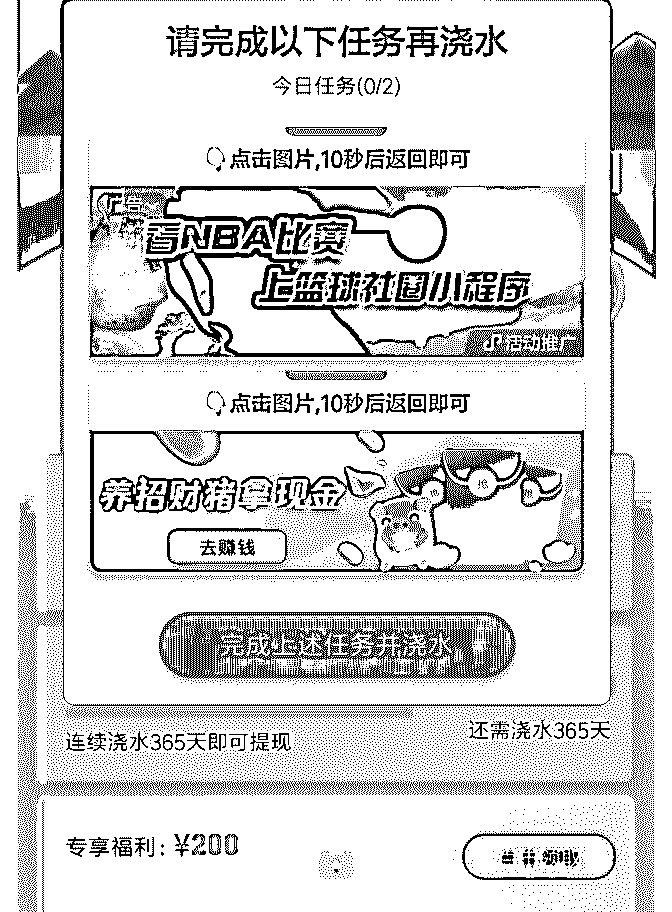 请完成以下任务再浇水
今日任务(0/2)
点击图片,10秒后返回即可
看NBA比赛
上篮球社圈小程序
活动推广
点击图片,10秒后返回即可
养招财猪拿现金
去赚钱
完成上述任务并浇水
连续浇水365天即可提现
还需浇水365天
专享福利:¥200